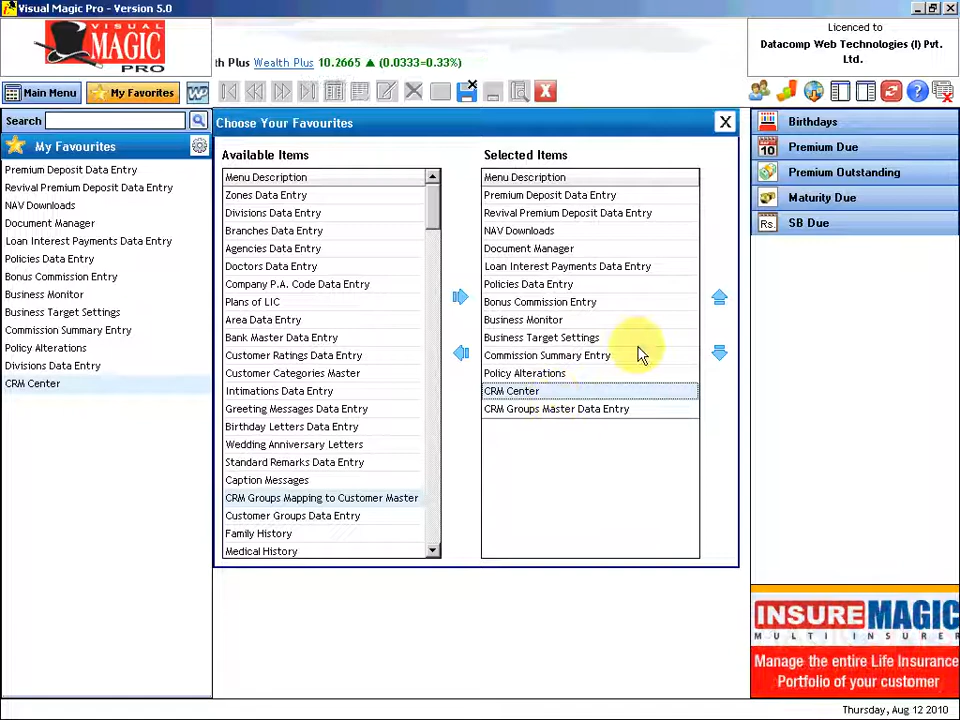 Visual Magic Pro - Version 5.0
VISUAL
MAGIC
PRO
th Plus Wealth Plus 10.2665 ▲ (0.0333=0.33%)
Licenced to
Datacomp Web Technologies (I) Pvt.
Ltd.
Main Menu
My Favorites
Search
My Favourites
Premium Deposit Data Entry
Revival Premium Deposit Data Entry
NAV Downloads
Document Manager
Loan Interest Payments Data Entry
Policies Data Entry
Bonus Commission Entry
Business Monitor
Business Target Settings
Commission Summary Entry
Policy Alterations
Divisions Data Entry
CRM Center
Choose Your Favourites
X
Available Items
Menu Description
Zones Data Entry
Divisions Data Entry
Branches Data Entry
Agencies Data Entry
Doctors Data Entry
Company P.A. Code Data Entry
Plans of LIC
Area Data Entry
Bank Master Data Entry
Customer Ratings Data Entry
Customer Categories Master
Intimations Data Entry
Greeting Messages Data Entry
Birthday Letters Data Entry
Wedding Anniversary Letters
Standard Remarks Data Entry
Caption Messages
CRM Groups Mapping to Customer Master
Customer Groups Data Entry
Family History
Medical History
Selected Items
Menu Description
Premium Deposit Data Entry
Revival Premium Deposit Data Entry
NAV Downloads
Document Manager
Loan Interest Payments Data Entry
Policies Data Entry
Bonus Commission Entry
Business Monitor
Business Target Settings
Commission Summary Entry
Policy Alterations
CRM Center
CRM Groups Master Data Entry
Birthdays
10 Premium Due
Premium Outstanding
Maturity Due
Rs. SB Due
INSUREMAGIC
MULTI INSURER
Manage the entire Life Insurance
Portfolio of your customer
Thursday, Aug 12 2010